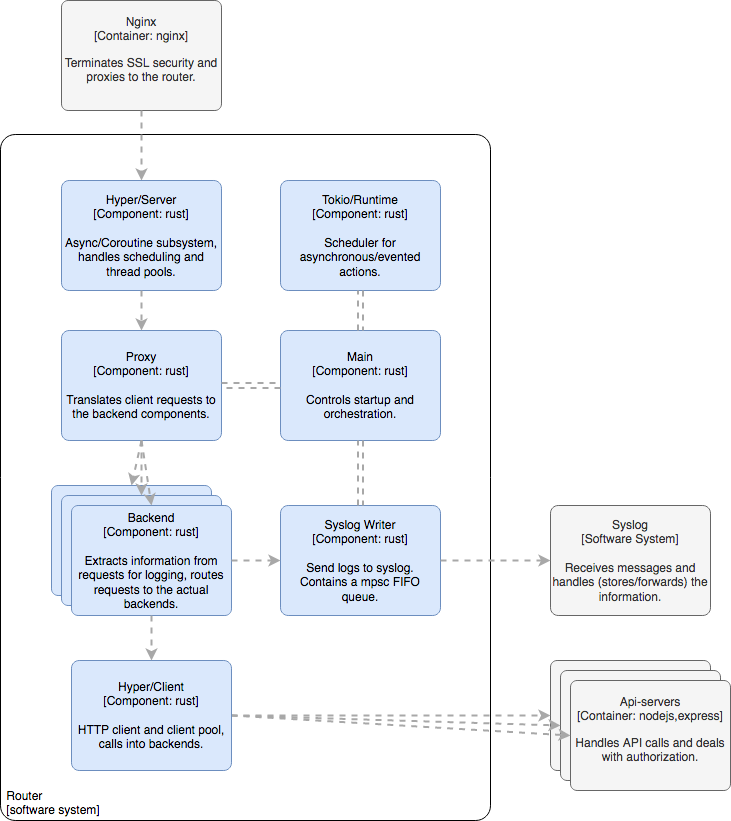 Nginx
[Container: nginx]
Terminates SSL security and
proxies to the router.
Hyper/Server
[Component: rust]
Async/Coroutine subsystem,
handles scheduling and
thread pools.
Tokio/Runtime
[Component: rust]
Scheduler for
asynchronous/evented
actions.
Proxy
[Component: rust]
Translates client requests to
the backend components.
Main
[Component: rust]
Controls startup and
orchestration.
Backend
[Component: rust]
Extracts information from
requests for logging, routes
requests to the actual
backends.
Syslog Writer
[Component: rust]
Send logs to syslog.
Contains a mpsc FIFO
queue.
Syslog
[Software System]
Receives messages and
handles (stores/forwards) the
information.
Hyper/Client
[Component: rust]
HTTP client and client pool,
calls into backends.
Api-servers
[Container: nodejs,express]
Handles API calls and deals
with authorization.
Router
[software system]